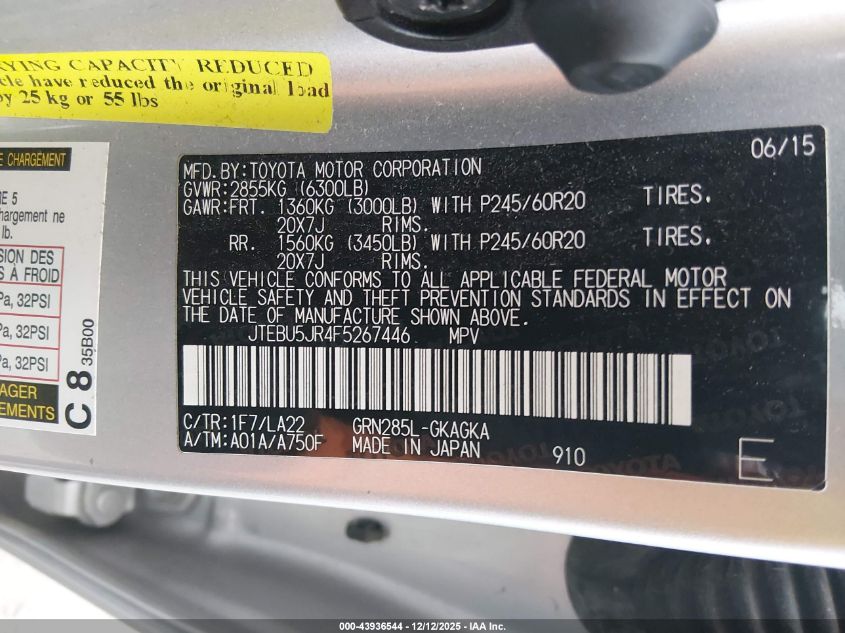 YING CAPACITY REDUCED
cle have reduced the original load
by 25 kg or 55 lbs
E CHARGEMENT
E 5
chargement ne
lb.
SION DES
S A FROID
Pa, 32PSI
Pa, 32PSI
Pa, 32PSI
AGER
EMENTS
C 8 35B00
06/15
MFD. BY:TOYOTA MOTOR CORPORATION
GVWR:2855KG (6300LB)
GAWR:FRT. 1360KG (3000LB) WITH P245/60R20 TIRES.
20X7J RIMS.
RR. 1560KG (3450LB) WITH P245/60R20 TIRES.
20X7J RIMS.
THIS VEHICLE CONFORMS TO ALL APPLICABLE FEDERAL MOTOR
VEHICLE SAFETY AND THEFT PREVENTION STANDARDS IN EFFECT ON
THE DATE OF MANUFACTURE SHOWN ABOVE.
JTEBU5JR4F5267446 MPV
C/TR:1F7/LA22 GRN285L-GKAGKA
A/TM:A01A/A750F MADE IN JAPAN 910 E
000-43936544 / 12/12/2025 - IAA Inc.